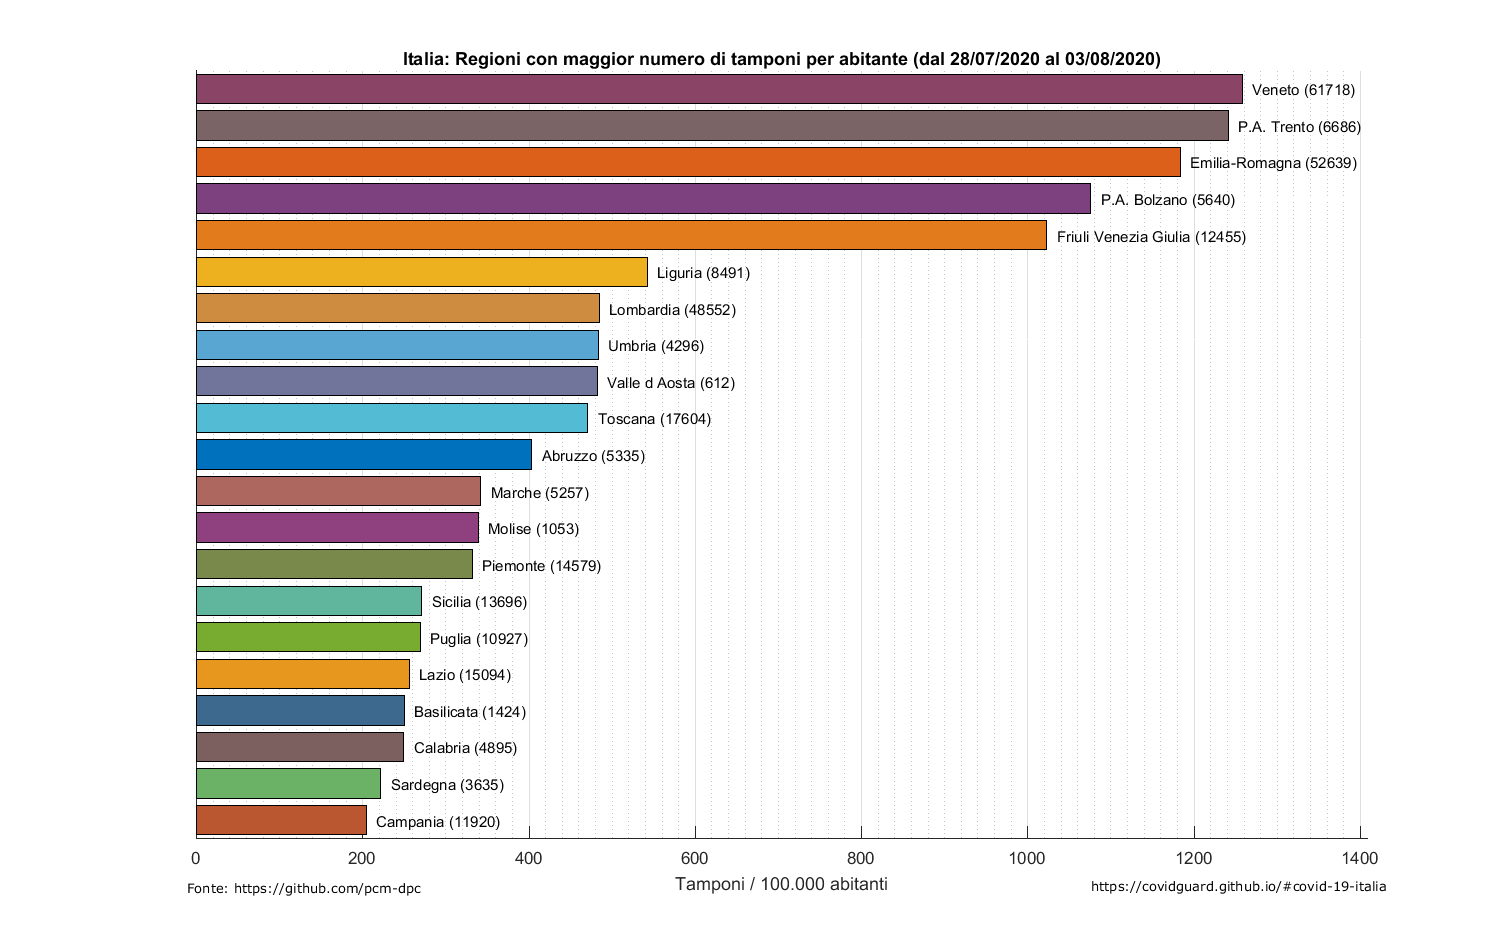 Italia: Regioni con maggior numero di tamponi per abitante (dal 28/07/2020 al 03/08/2020)
Veneto (61718)
P.A. Trento (6686)
Emilia-Romagna (52639)
P.A. Bolzano (5640)
Friuli Venezia Giulia (12455)
Liguria (8491)
Lombardia (48552)
Umbria (4296)
Valle d Aosta (612)
Toscana (17604)
Abruzzo (5335)
Marche (5257)
Molise (1053)
Piemonte (14579)
Sicilia (13696)
Puglia (10927)
Lazio (15094)
Basilicata (1424)
Calabria (4895)
Sardegna (3635)
Campania (11920)
0 200 400 600 800 1000 1200 1400
Tamponi / 100.000 abitanti
Fonte: https://github.com/pcm-dpc
https://covidguard.github.io/#covid-19-italia